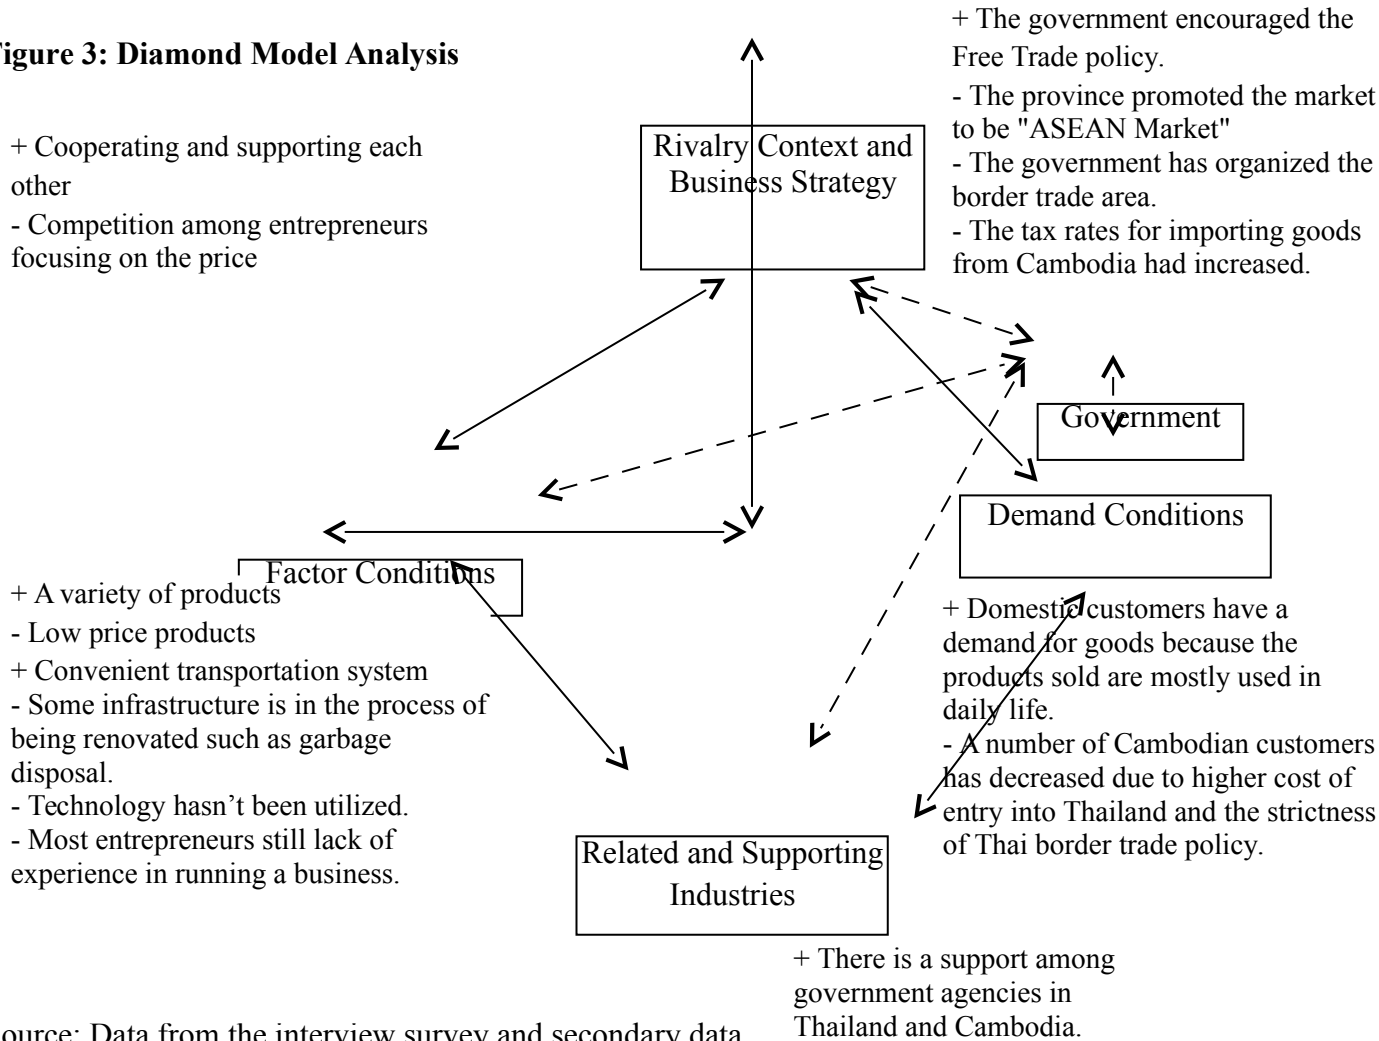 igure 3: Diamond Model Analysis
+ The government encouraged the
Free Trade policy.
- The province promoted the market
to be "ASEAN Market"
- The government has organized the
border trade area.
- The tax rates for importing goods
from Cambodia had increased.
+ Cooperating and supporting each
other
- Competition among entrepreneurs
focusing on the price
Rivalry Context and
Business Strategy
Government
Demand Conditions
+ Domestic customers have a
demand for goods because the
products sold are mostly used in
daily life.
- A number of Cambodian customers
has decreased due to higher cost of
entry into Thailand and the strictness
of Thai border trade policy.
Factor Conditions
+ A variety of products
- Low price products
+ Convenient transportation system
- Some infrastructure is in the process of
being renovated such as garbage
disposal.
- Technology hasn’t been utilized.
- Most entrepreneurs still lack of
experience in running a business.
Related and Supporting
Industries
+ There is a support among
government agencies in
Thailand and Cambodia.
ource: Data from the interview survey and secondary data